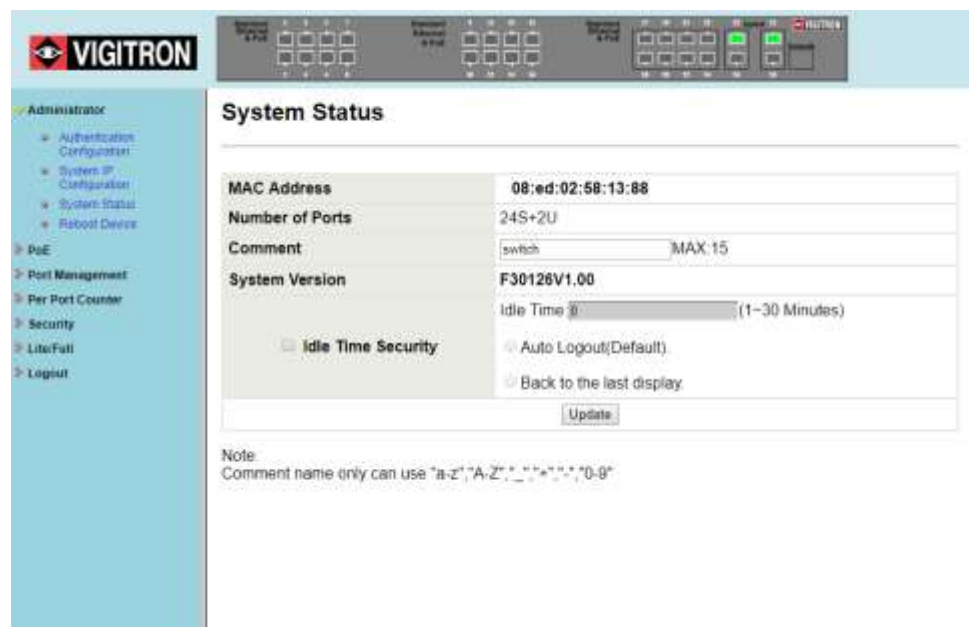 VIGITRON
Administrator
Authentication
Configuration
System IP
Configuration
System Status
Reboot Device
PoE
Port Management
Per Port Counter
Security
Lite/Full
Logout
System Status
MAC Address 08:ed:02:58:13:88
Number of Ports 24S+2U
Comment switch MAX:15
System Version F30126V1.00
Idle Time Security
Idle Time 0 (1~30 Minutes)
Auto Logout(Default).
Back to the last display.
Update
Note
Comment name only can use "a-z","A-Z","_","+","-","0-9"